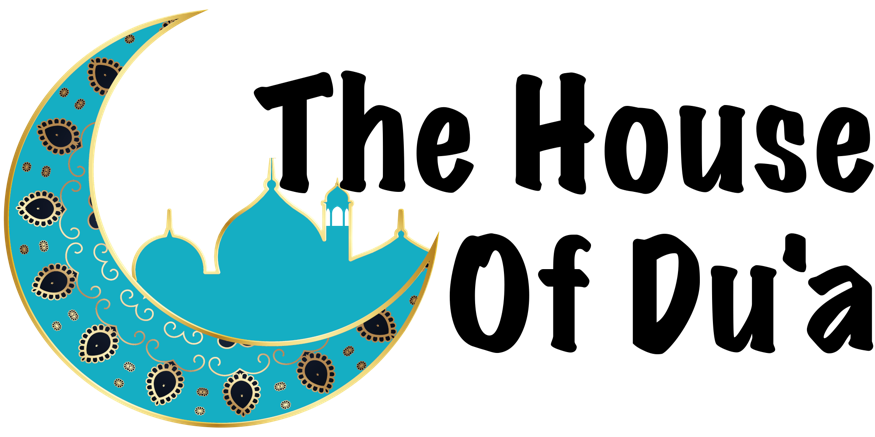 The House
Of Du'a